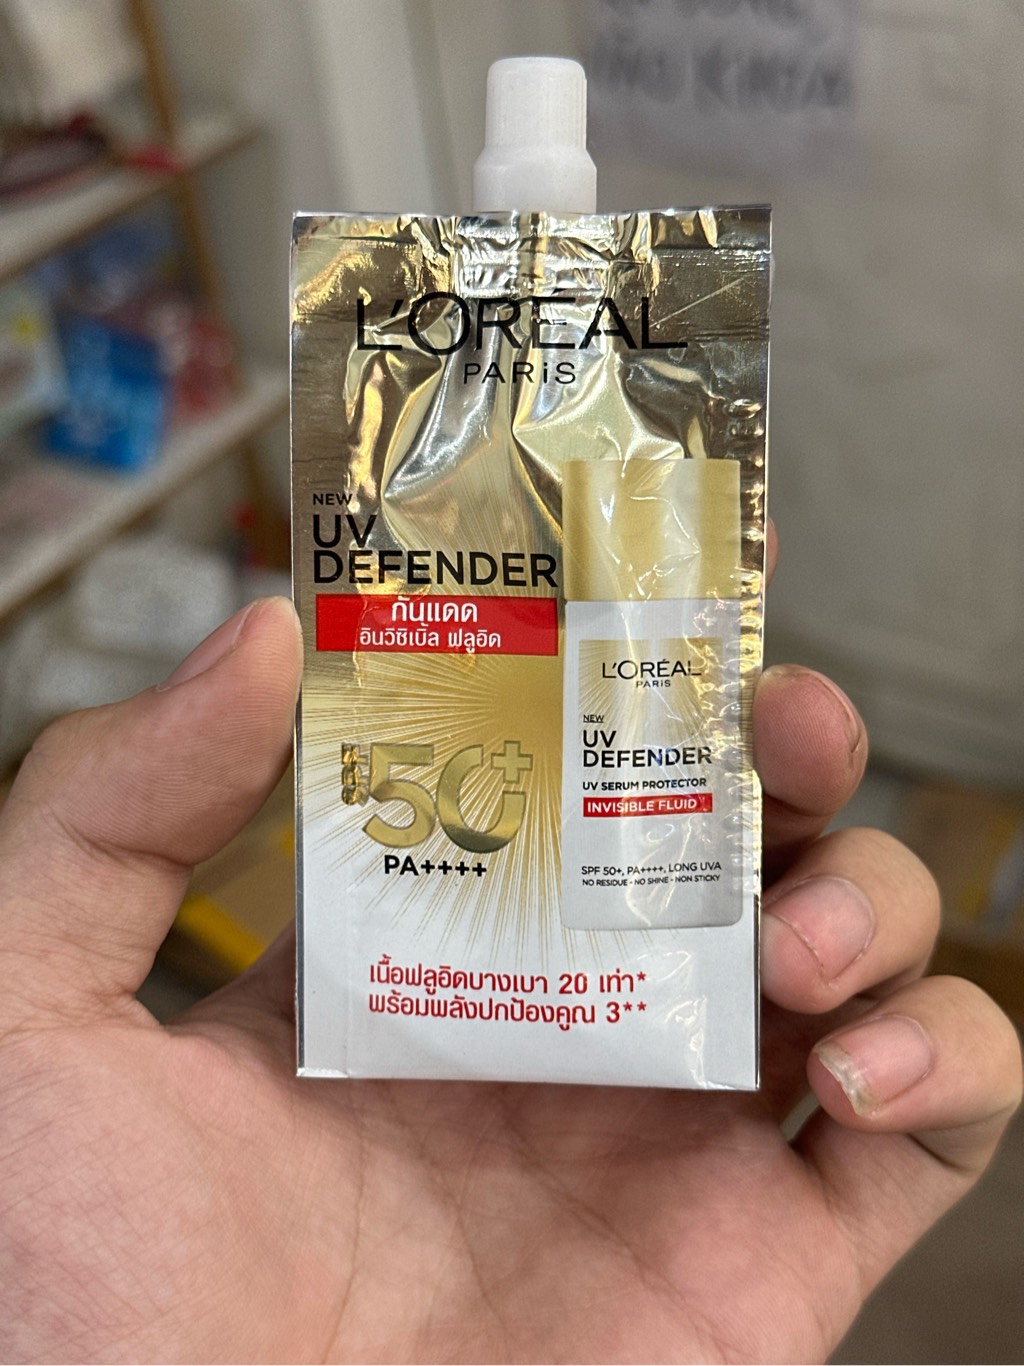 L'ORÉAL
PARiS
NEW
UV
DEFENDER
กันแดด
อินวิซิเบิ้ล ฟลูอิด
SPF 50+
PA++++
L'ORÉAL
PARiS
NEW
UV
DEFENDER
UV SERUM PROTECTOR
INVISIBLE FLUID
SPF 50+, PA++++, LONG UVA
NO RESIDUE - NO SHINE - NON STICKY
เนื้อฟลูอิดบางเบา 20 เท่า*
พร้อมพลังปกป้องคูณ 3**